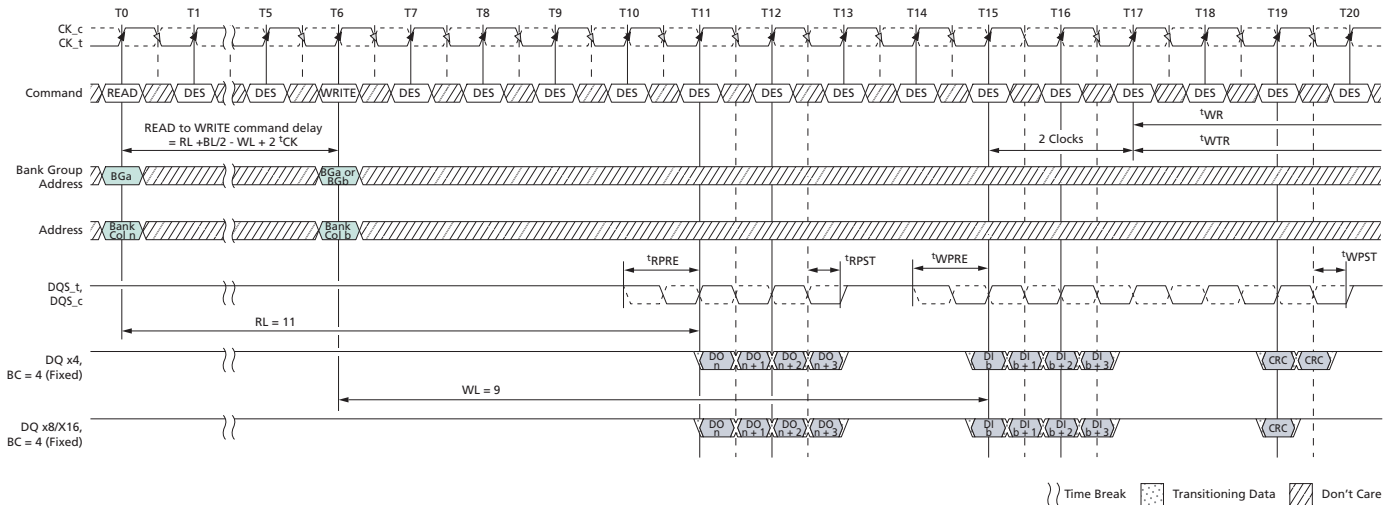 T0 T1 T5 T6 T7 T8 T9 T10 T11 T12 T13 T14 T15 T16 T17 T18 T19 T20
CK_c
CK_t
Command READ DES DES WRITE DES DES DES DES DES DES DES DES DES DES DES DES DES DES
READ to WRITE command delay
= RL +BL/2 - WL + 2 tCK
2 Clocks
tWR
tWTR
Bank Group
Address
BGa
BGa or
BGb
Address
Bank
Col n
Bank
Col b
tRPRE
tRPST
tWPRE
tWPST
DQS_t,
DQS_c
RL = 11
DQ x4,
BC = 4 (Fixed)
DO
n
DO
n + 1
DO
n + 2
DO
n + 3
DI
b
DI
b + 1
DI
b + 2
DI
b + 3
CRC
CRC
WL = 9
DQ x8/X16,
BC = 4 (Fixed)
DO
n
DO
n + 1
DO
n + 2
DO
n + 3
DI
b
DI
b + 1
DI
b + 2
DI
b + 3
CRC
Time Break
Transitioning Data
Don't Care